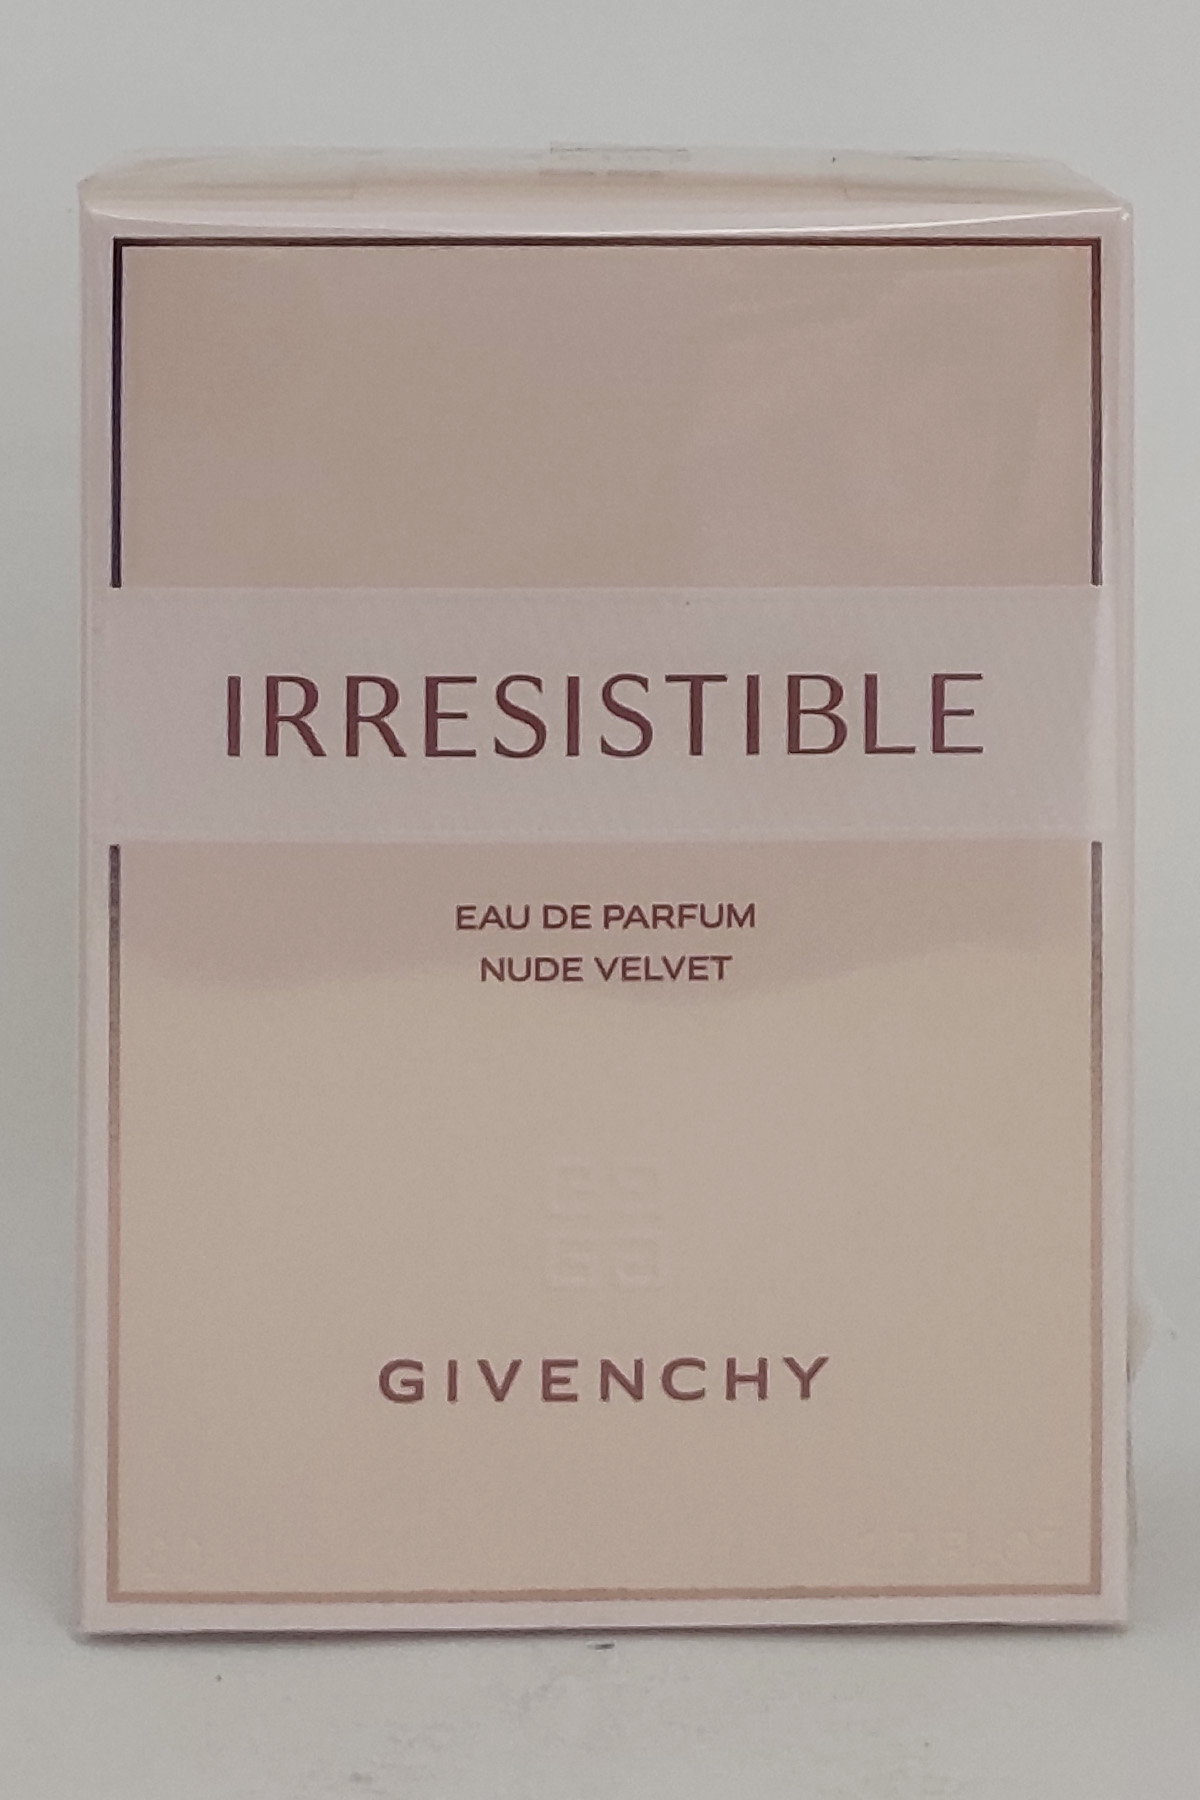 IRRESISTIBLE
EAU DE PARFUM
NUDE VELVET
GIVENCHY